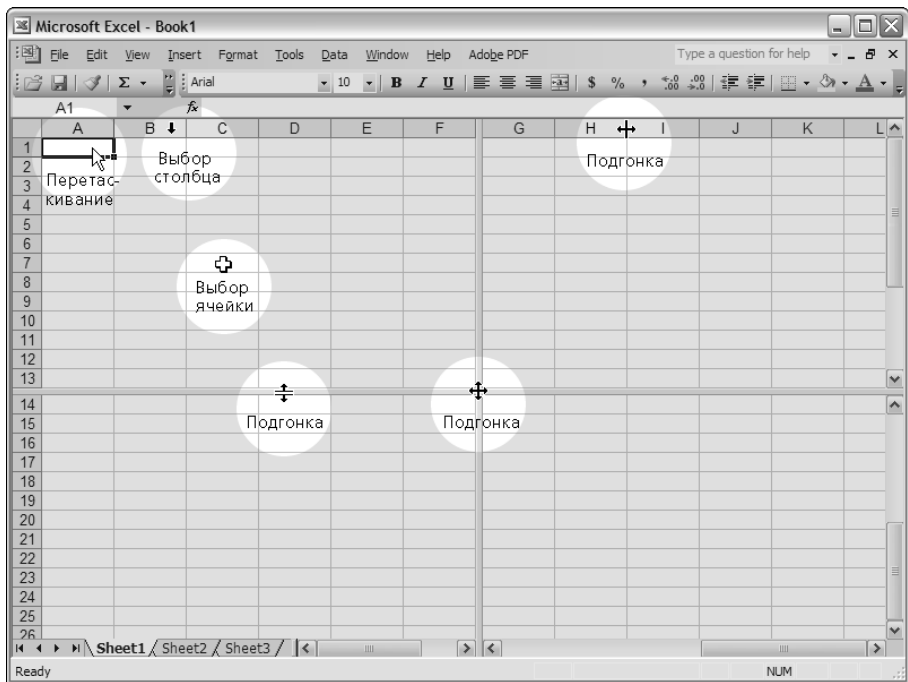 Microsoft Excel - Book1
File Edit View Insert Format Tools Data Window Help Adobe PDF Type a question for help
Σ Arial 10 B I U $ % , A
A1 fx
A B C D E F G H I J K L
1
2
3
4
5
6
7
8
9
10
11
12
13
14
15
16
17
18
19
20
21
22
23
24
25
26
Перетас-
кивание
Выбор
столбца
Подгонка
Выбор
ячейки
Подгонка
Подгонка
Sheet1 Sheet2 Sheet3
Ready NUM